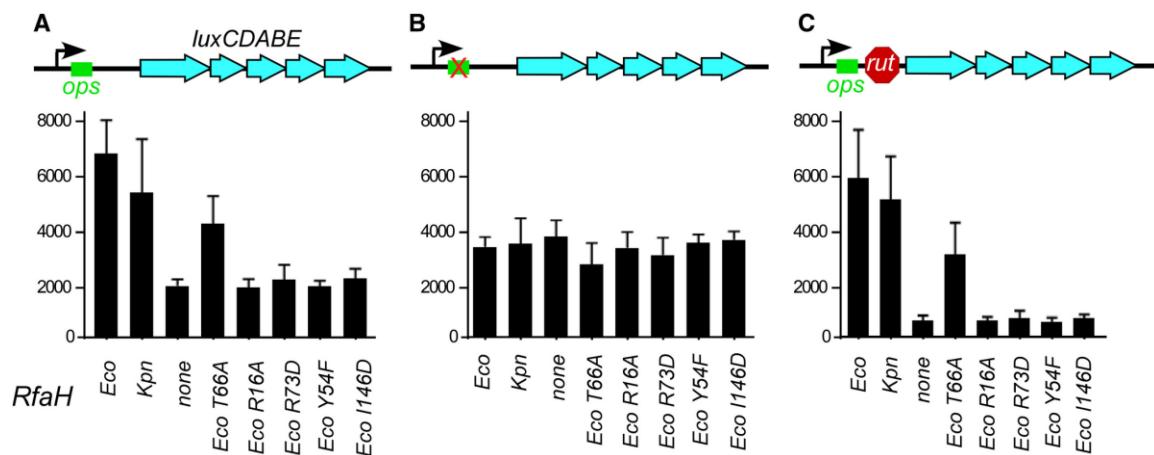 A
luxCDABE
ops
8000
6000
4000
2000
0
Eco
Kpn
none
Eco T66A
Eco R16A
Eco R73D
Eco Y54F
Eco I146D
RfaH
B
8000
6000
4000
2000
0
Eco
Kpn
none
Eco T66A
Eco R16A
Eco R73D
Eco Y54F
Eco I146D
C
rut
ops
8000
6000
4000
2000
0
Eco
Kpn
none
Eco T66A
Eco R16A
Eco R73D
Eco Y54F
Eco I146D